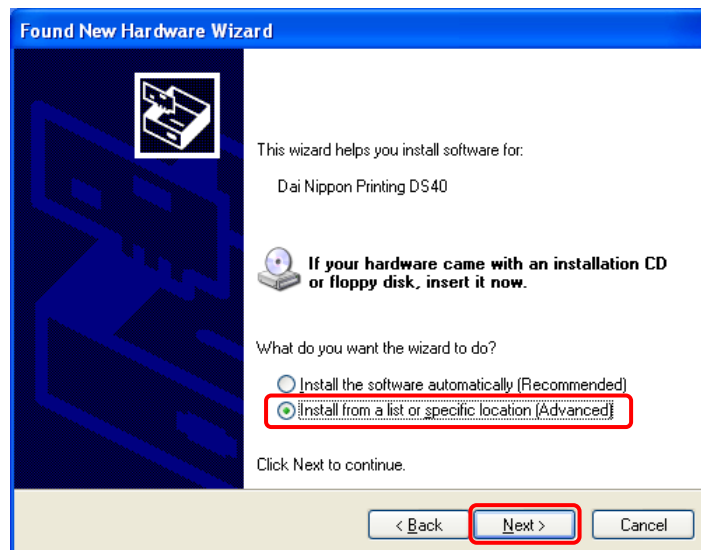 Found New Hardware Wizard
This wizard helps you install software for:
Dai Nippon Printing DS40
If your hardware came with an installation CD
or floppy disk, insert it now.
What do you want the wizard to do?
Install the software automatically (Recommended)
Install from a list or specific location (Advanced)
Click Next to continue.
< Back
Next >
Cancel